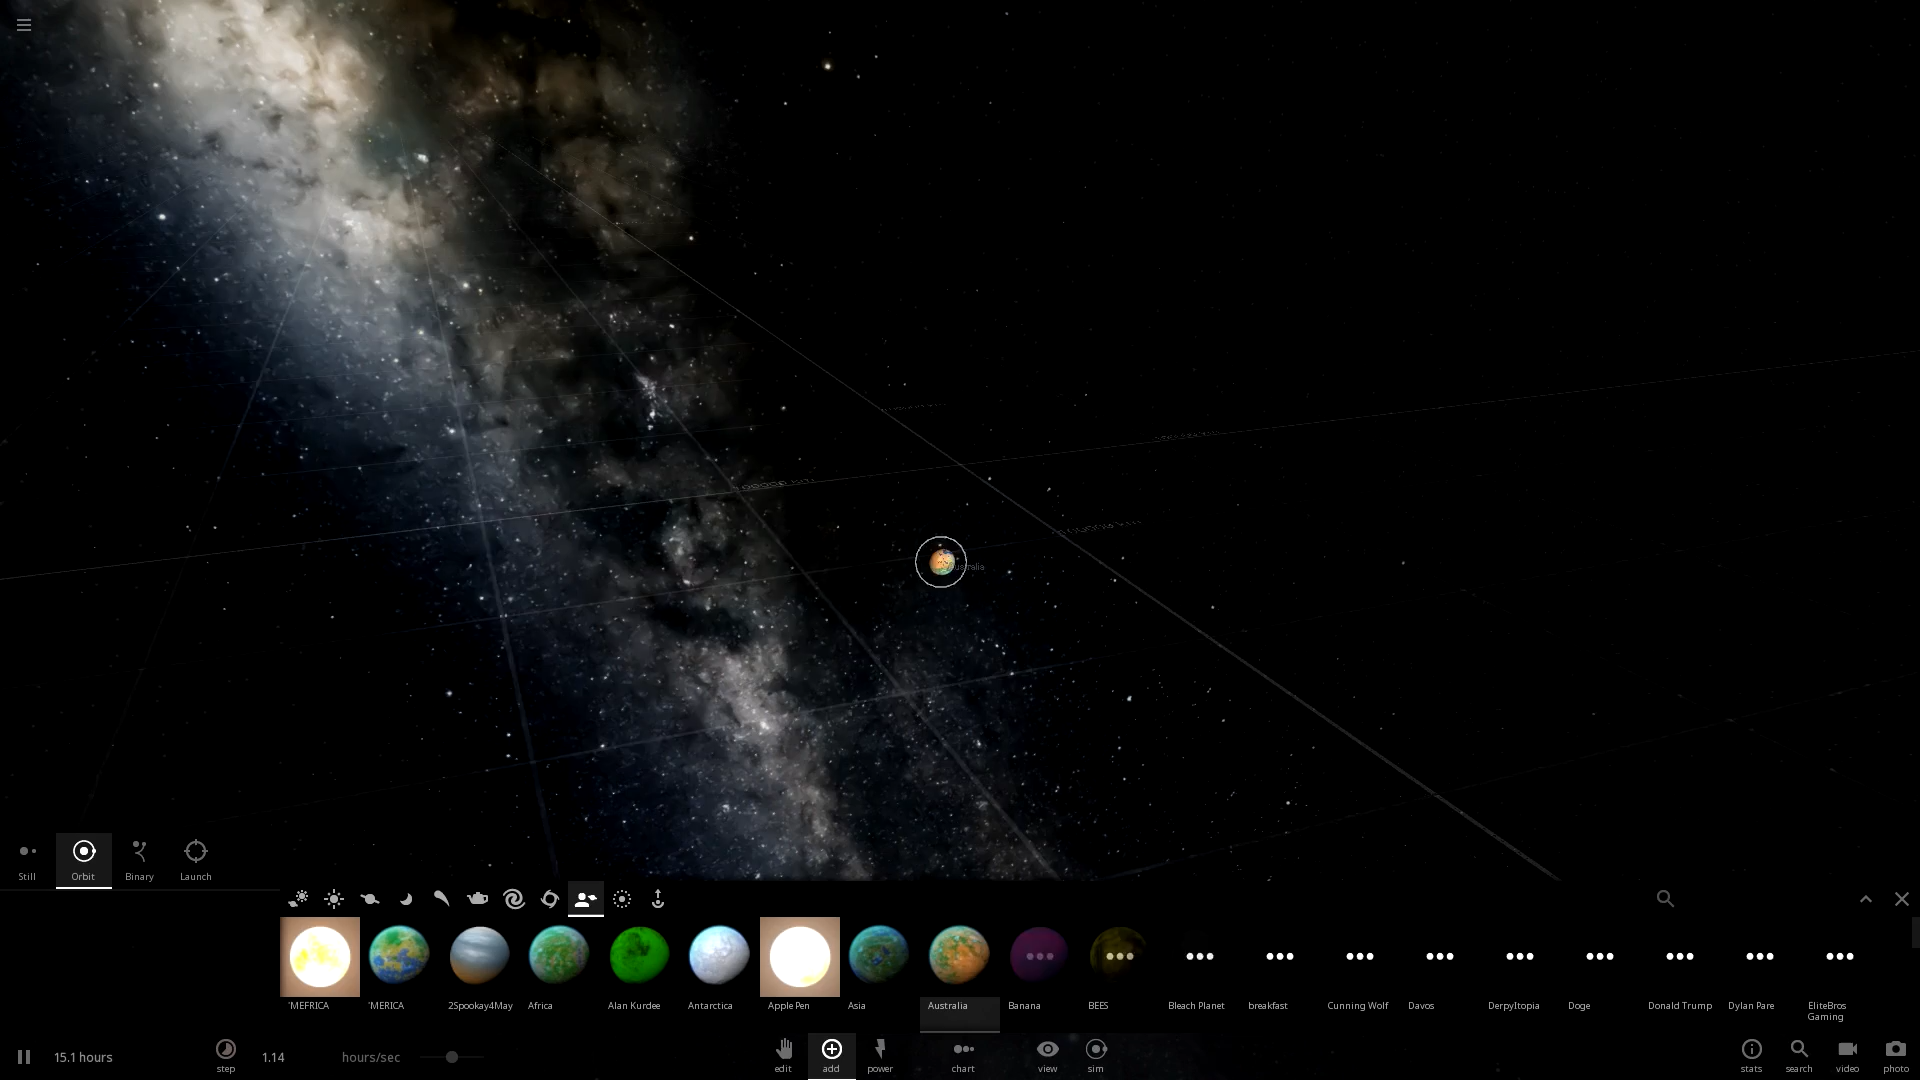 Australia
Still
Orbit
Binary
Launch
'MEFRICA
'MERICA
2Spookay4May
Africa
Alan Kurdee
Antarctica
Apple Pen
Asia
Australia
Banana
BEES
Bleach Planet
breakfast
Cunning Wolf
Davos
DerpyItopia
Doge
Donald Trump
Dylan Pare
EliteBros
Gaming
15.1 hours
step
1.14
hours/sec
edit
add
power
chart
view
sim
stats
search
video
photo